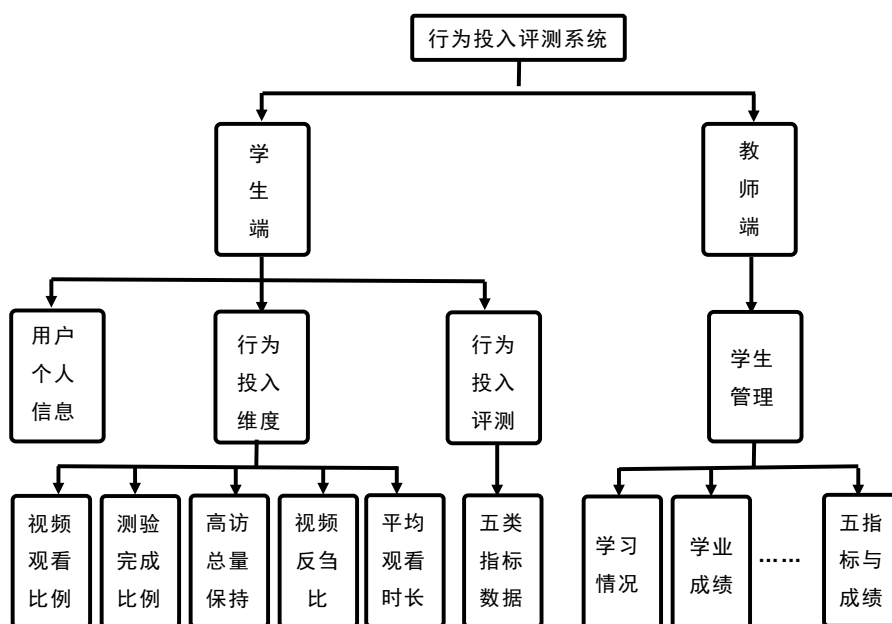 行为投入评测系统
学
生
端
教
师
端
用户
个人
信息
行为
投入
维度
行为
投入
评测
学生
管理
视频
观看
比例
测验
完成
比例
高访
总量
保持
视频
反刍
比
平均
观看
时长
五类
指标
数据
学习
情况
学业
成绩
……
五指
标与
成绩